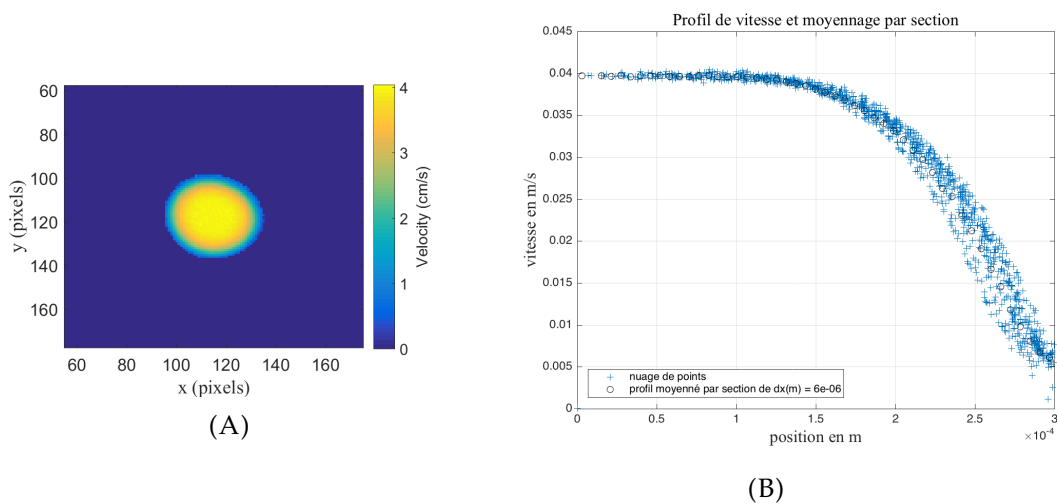 60
80
100
120
140
160
y (pixels)
80 100 120 140 160
x (pixels)
4
3
2
1
0
Velocity (cm/s)
(A)
Profil de vitesse et moyennage par section
0.045
0.04
0.035
0.03
0.025
0.02
0.015
0.01
0.005
0
vitesse en m/s
nuage de points
profil moyenné par section de dx(m) = 6e-06
0 0.5 1 1.5 2 2.5 3
×10⁻⁴
position en m
(B)